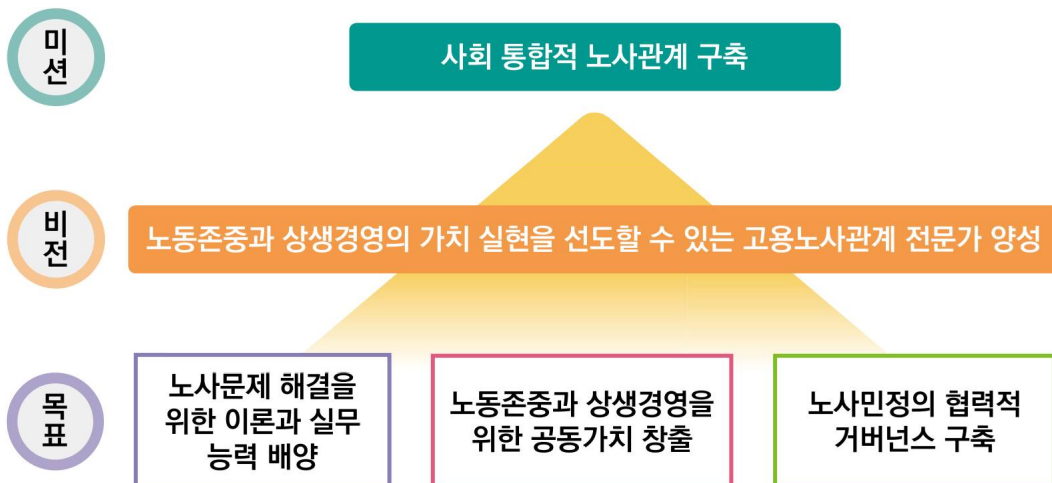 미션
사회 통합적 노사관계 구축
비전
노동존중과 상생경영의 가치 실현을 선도할 수 있는 고용노사관계 전문가 양성
목표
노사문제 해결을
위한 이론과 실무
능력 배양
노동존중과 상생경영을
위한 공동가치 창출
노사민정의 협력적
거버넌스 구축